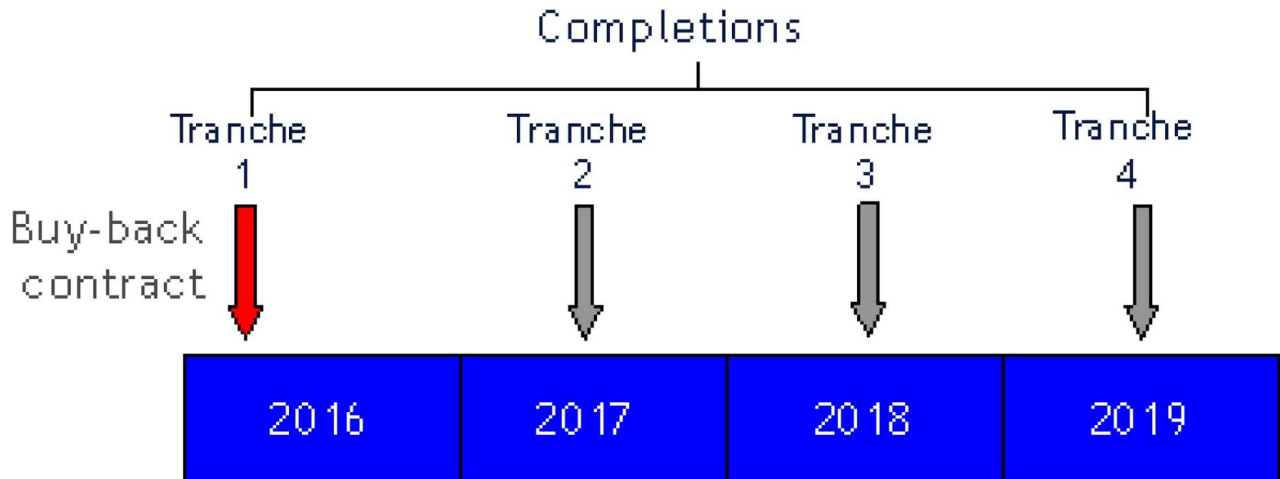 Completions
Tranche
1
Tranche
2
Tranche
3
Tranche
4
Buy-back
contract
2016
2017
2018
2019